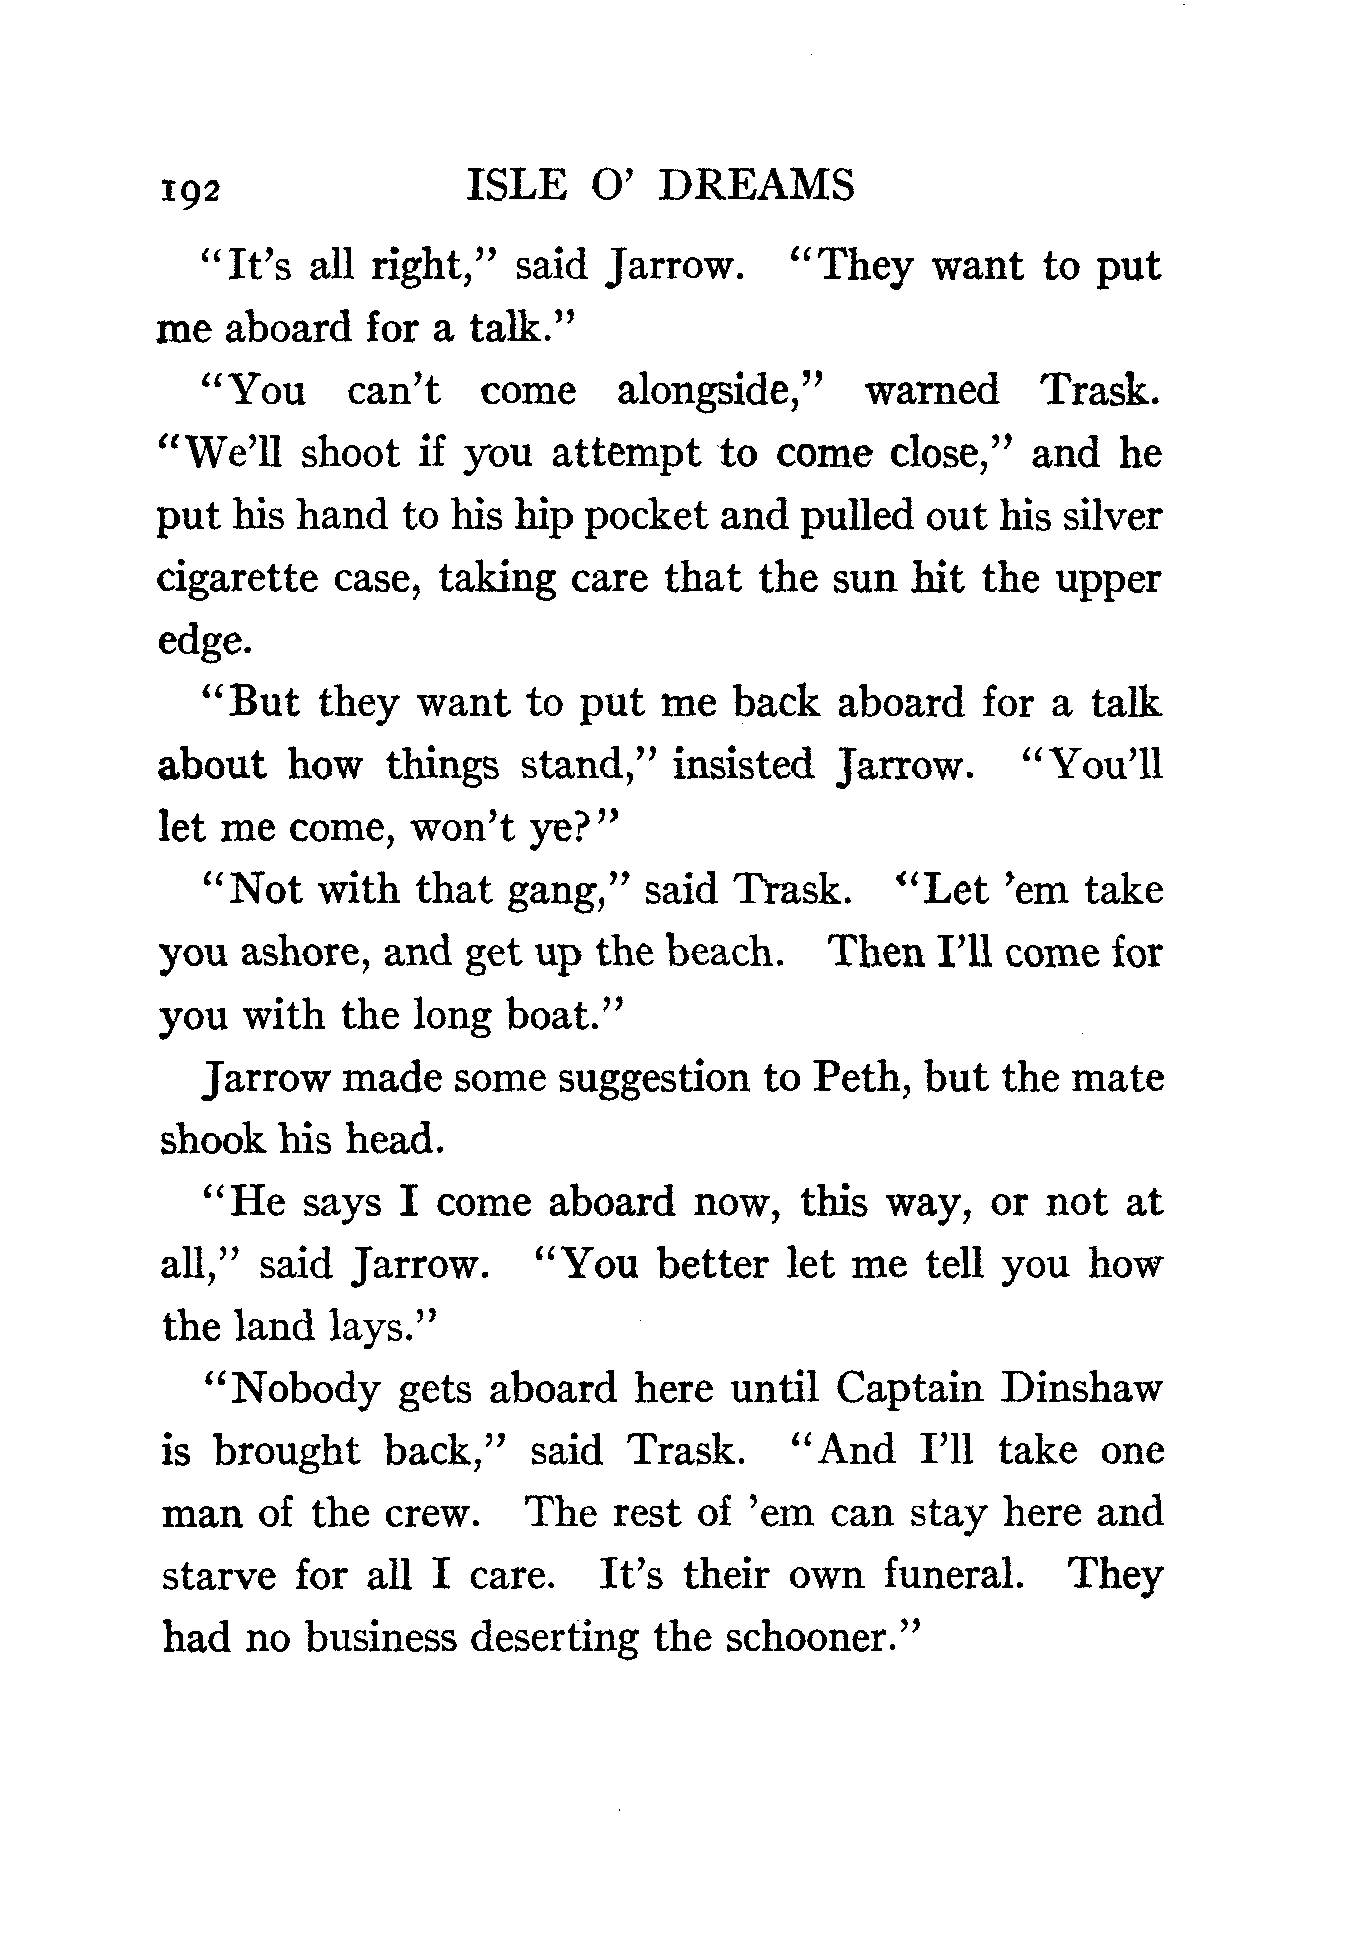 192 ISLE O’ DREAMS
“It’s all right,” said Jarrow. “They want to put
me aboard for a talk.”
“You can’t come alongside,” warned Trask.
“We’ll shoot if you attempt to come close,” and he
put his hand to his hip pocket and pulled out his silver
cigarette case, taking care that the sun hit the upper
edge.
“But they want to put me back aboard for a talk
about how things stand,” insisted Jarrow. “You’ll
let me come, won’t ye?”
“Not with that gang,” said Trask. “Let ’em take
you ashore, and get up the beach. Then I’ll come for
you with the long boat.”
Jarrow made some suggestion to Peth, but the mate
shook his head.
“He says I come aboard now, this way, or not at
all,” said Jarrow. “You better let me tell you how
the land lays.”
“Nobody gets aboard here until Captain Dinshaw
is brought back,” said Trask. “And I’ll take one
man of the crew. The rest of ’em can stay here and
starve for all I care. It’s their own funeral. They
had no business deserting the schooner.”